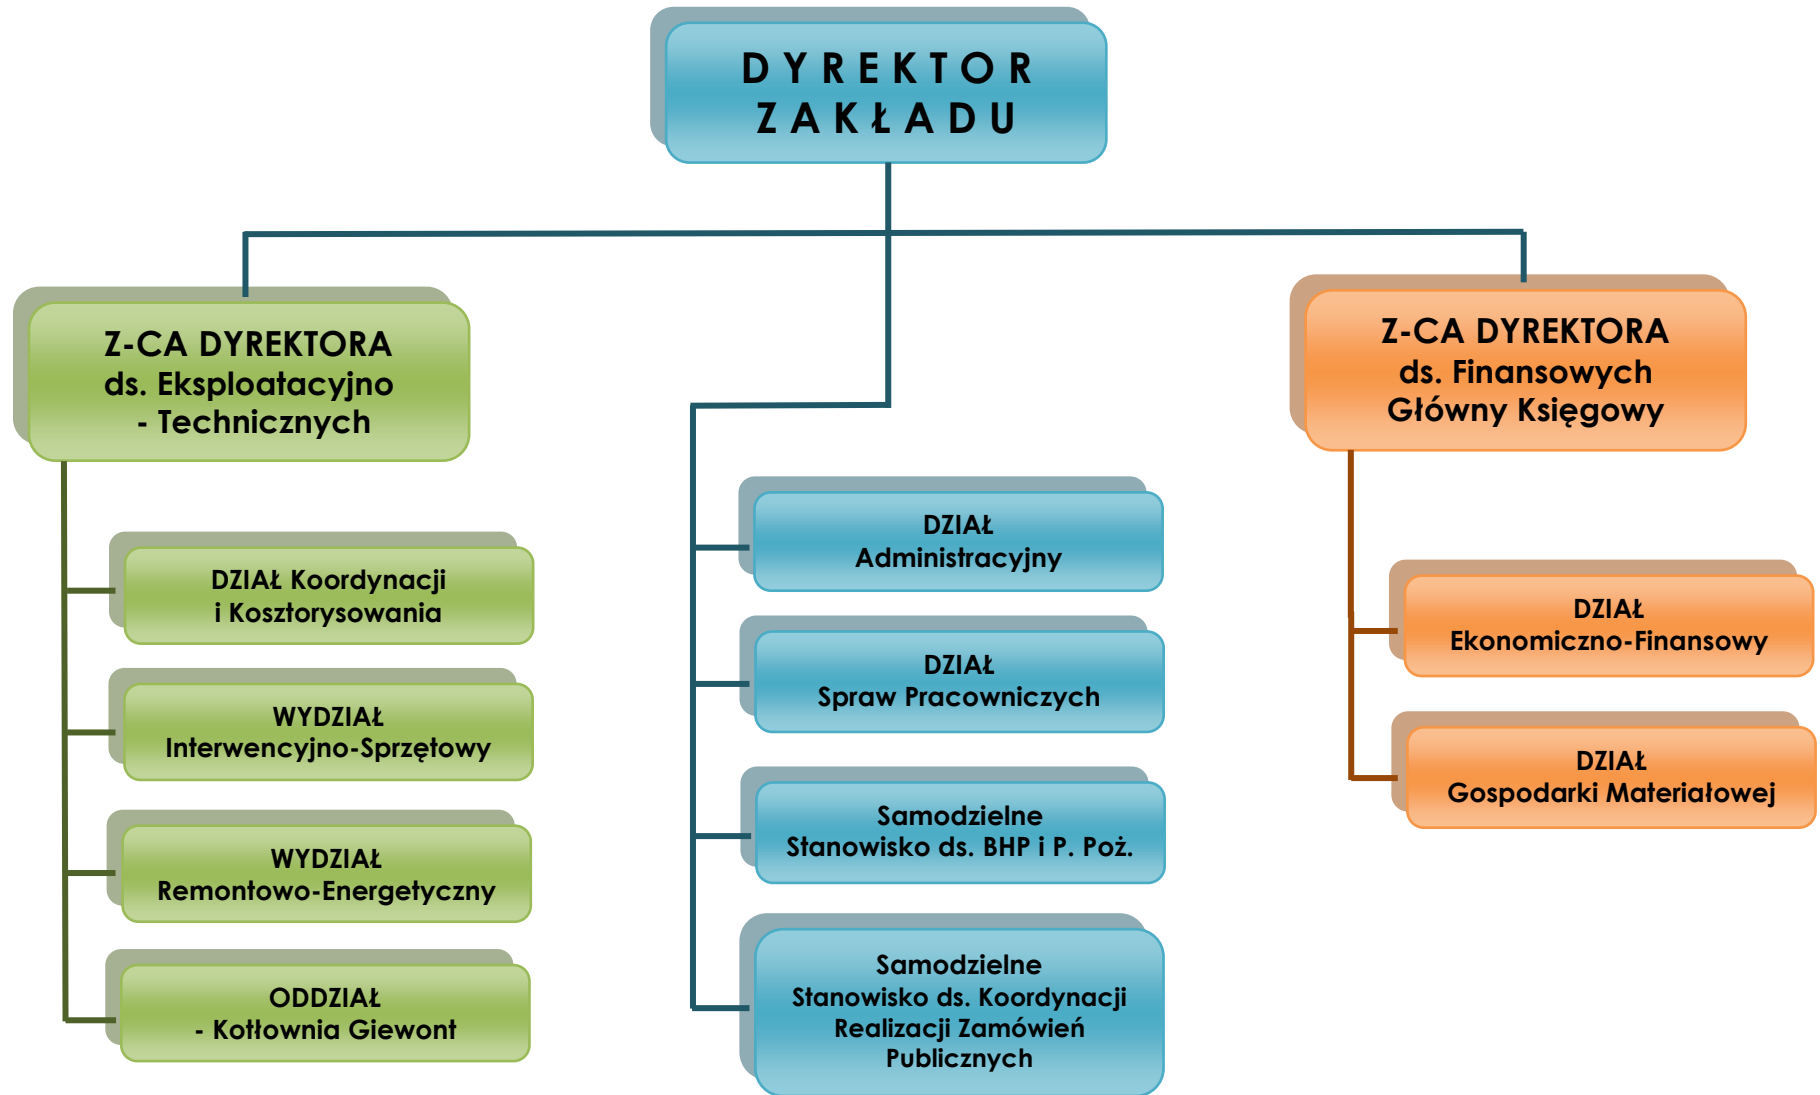 DYREKTOR
ZAKŁADU
Z-CA DYREKTORA
ds. Eksploatacyjno
- Technicznych
DZIAŁ Koordynacji
i Kosztorysowania
WYDZIAŁ
Interwencyjno-Sprzętowy
WYDZIAŁ
Remontowo-Energetyczny
ODDZIAŁ
- Kotłownia Giewont
DZIAŁ
Administracyjny
DZIAŁ
Spraw Pracowniczych
Samodzielne
Stanowisko ds. BHP i P. Poż.
Samodzielne
Stanowisko ds. Koordynacji
Realizacji Zamówień
Publicznych
Z-CA DYREKTORA
ds. Finansowych
Główny Księgowy
DZIAŁ
Ekonomiczno-Finansowy
DZIAŁ
Gospodarki Materiałowej